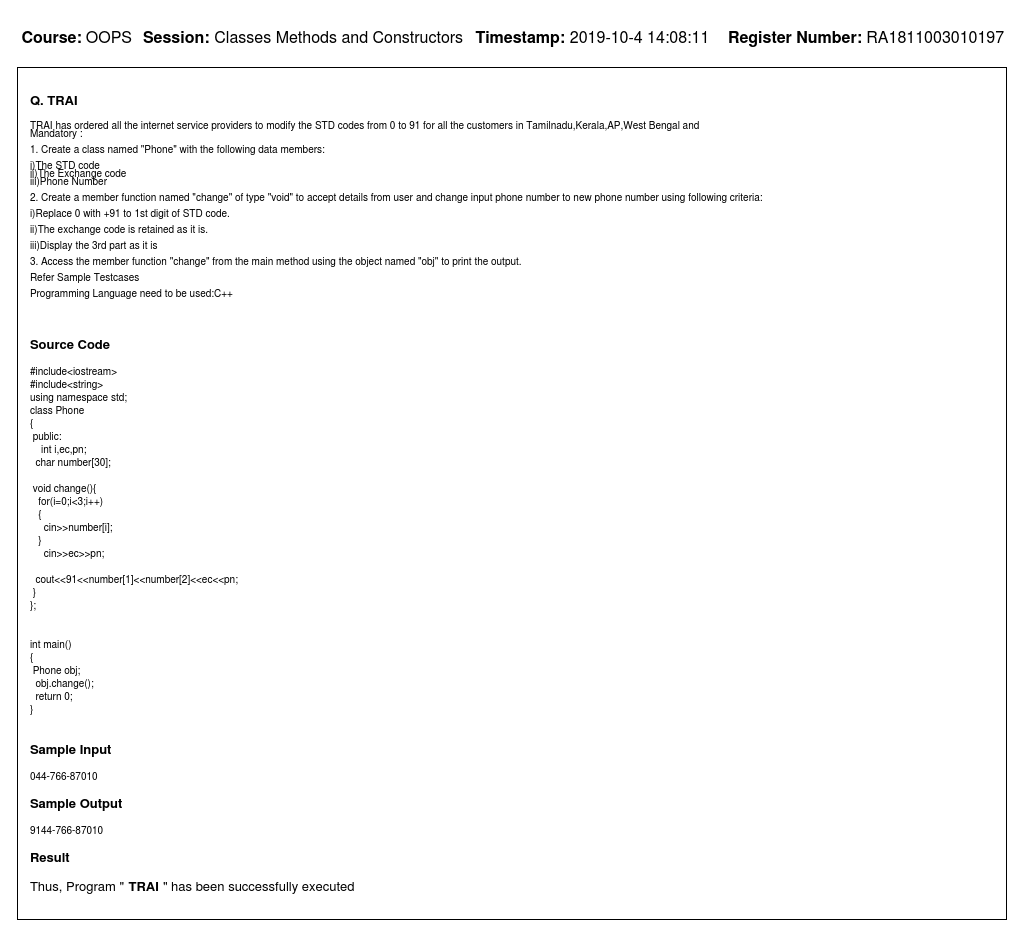 Course: OOPS Session: Classes Methods and Constructors Timestamp: 2019-10-4 14:08:11 Register Number: RA1811003010197
Q. TRAI
TRAI has ordered all the internet service providers to modify the STD codes from 0 to 91 for all the customers in Tamilnadu,Kerala,AP,West Bengal and
Mandatory :
1. Create a class named "Phone" with the following data members:
i)The STD code
ii)The Exchange code
iii)Phone Number
2. Create a member function named "change" of type "void" to accept details from user and change input phone number to new phone number using following criteria:
i)Replace 0 with +91 to 1st digit of STD code.
ii)The exchange code is retained as it is.
iii)Display the 3rd part as it is
3. Access the member function "change" from the main method using the object named "obj" to print the output.
Refer Sample Testcases
Programming Language need to be used:C++
Source Code
#include<iostream>
#include<string>
using namespace std;
class Phone
{
public:
int i,ec,pn;
char number[30];
void change(){
for(i=0;i<3;i++)
{
cin>>number[i];
}
cin>>ec>>pn;
cout<<91<<number[1]<<number[2]<<ec<<pn;
}
};
int main()
{
Phone obj;
obj.change();
return 0;
}
Sample Input
044-766-87010
Sample Output
9144-766-87010
Result
Thus, Program " TRAI " has been successfully executed